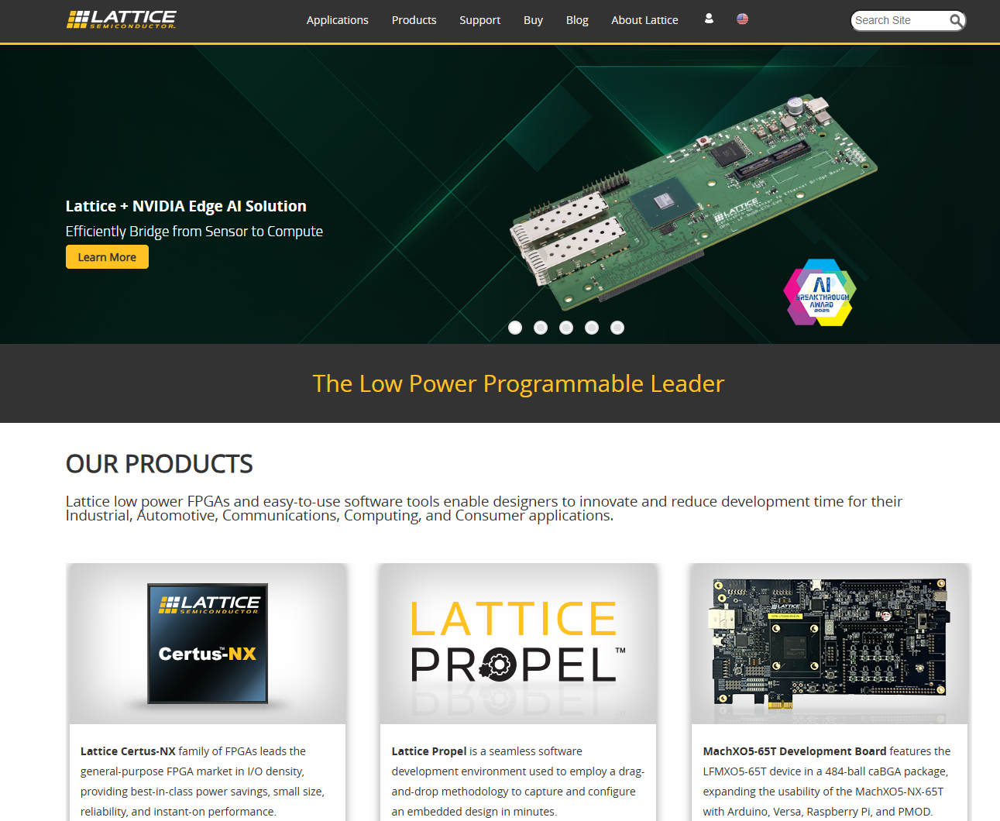 LATTICE
SEMICONDUCTOR
Applications Products Support Buy Blog About Lattice
Search Site
Lattice + NVIDIA Edge AI Solution
Efficiently Bridge from Sensor to Compute
Learn More
LATTICE
AI
BREAKTHROUGH
AWARD
2025
The Low Power Programmable Leader
OUR PRODUCTS
Lattice low power FPGAs and easy-to-use software tools enable designers to innovate and reduce development time for their
Industrial, Automotive, Communications, Computing, and Consumer applications.
LATTICE
SEMICONDUCTOR
Certus™-NX
LATTICE
PROPEL™
LATTICE
Lattice Certus-NX family of FPGAs leads the
general-purpose FPGA market in I/O density,
providing best-in-class power savings, small size,
reliability, and instant-on performance.
Lattice Propel is a seamless software
development environment used to employ a drag-
and-drop methodology to capture and configure
an embedded design in minutes.
MachXO5-65T Development Board features the
LFMXO5-65T device in a 484-ball caBGA package,
expanding the usability of the MachXO5-NX-65T
with Arduino, Versa, Raspberry Pi, and PMOD.